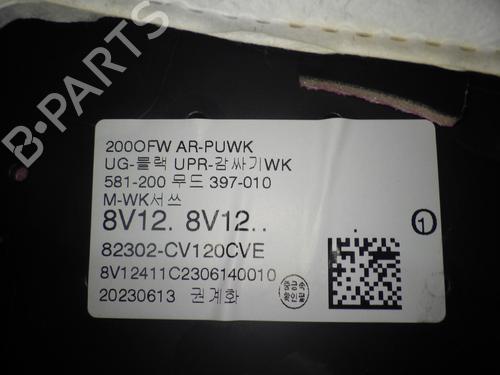 200OFW AR-PUWK
UG-블랙 UPR-감싸기WK
581-200 무드 397-010
M-WK서쓰
8V12. 8V12..
①
82302-CV120CVE
8V12411C2306140010
20230613 권계화
B-PARTS